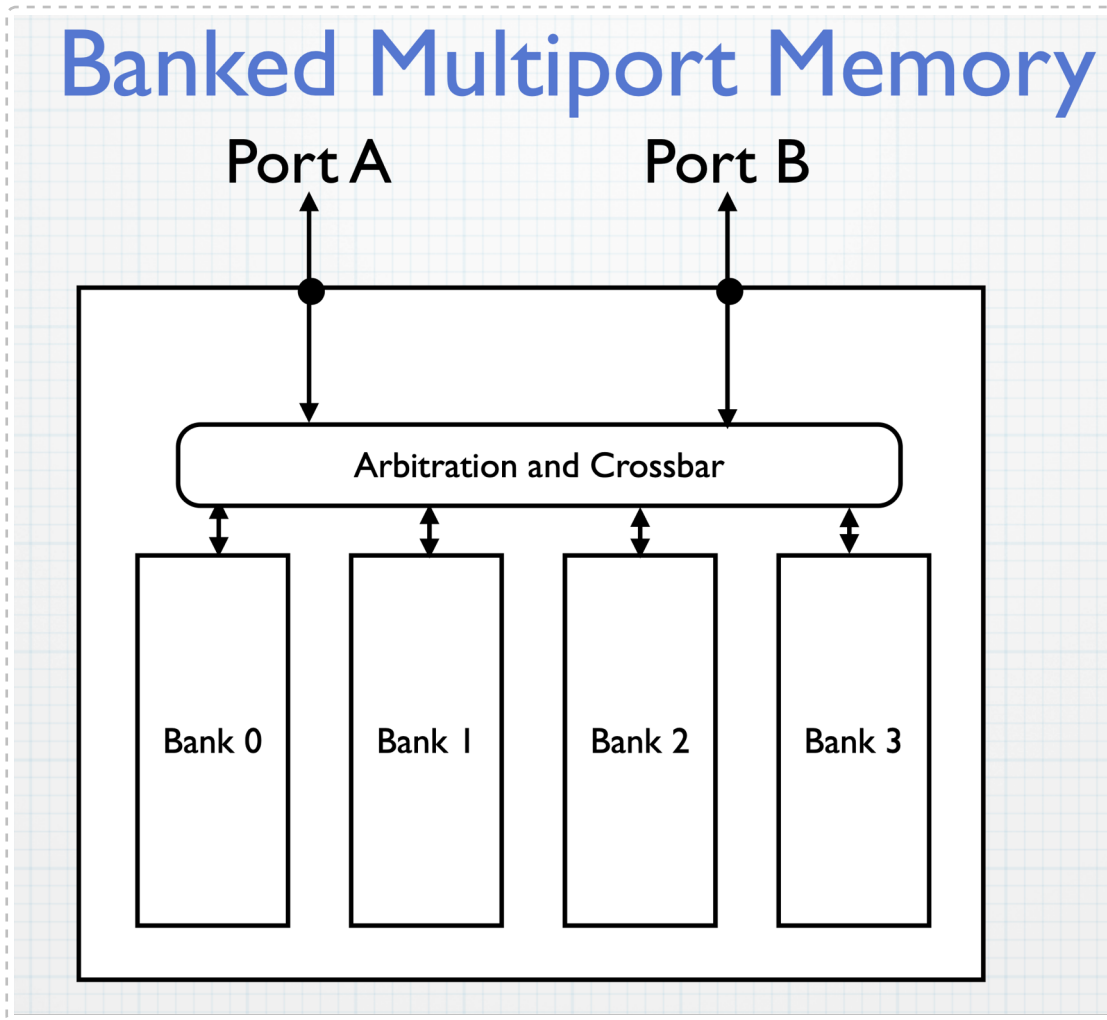 Banked Multiport Memory
Port A Port B
Arbitration and Crossbar
Bank 0 Bank 1 Bank 2 Bank 3